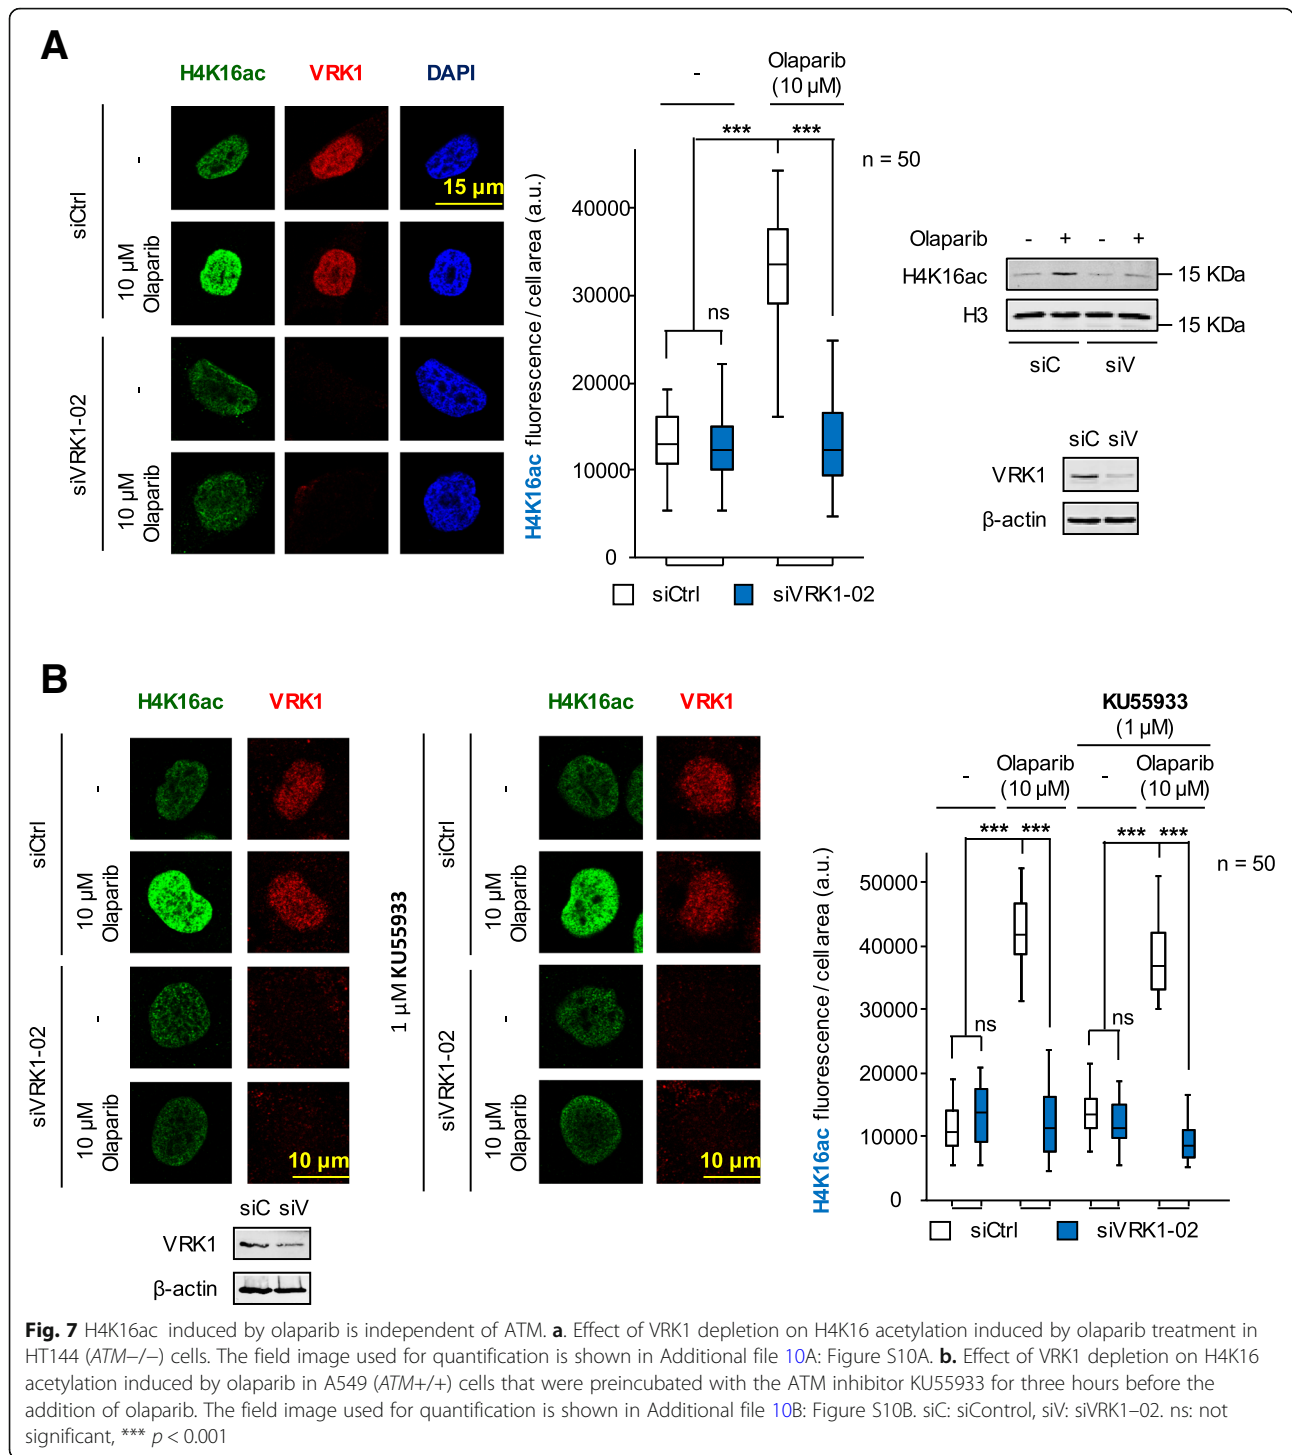 A
H4K16ac VRK1 DAPI
siCtrl
-
10 µM
Olaparib
siVRK1-02
-
10 µM
Olaparib
15 µm
- Olaparib
(10 µM)
*** ***
n = 50
ns
H4K16ac fluorescence / cell area (a.u.)
40000
30000
20000
10000
0
siCtrl siVRK1-02
Olaparib - + - +
H4K16ac 15 KDa
H3 15 KDa
siC siV
siC siV
VRK1
β-actin
B
H4K16ac VRK1
siCtrl
-
10 µM
Olaparib
siVRK1-02
-
10 µM
Olaparib
10 µm
siC siV
VRK1
β-actin
1 µM KU55933
H4K16ac VRK1
siCtrl
-
10 µM
Olaparib
siVRK1-02
-
10 µM
Olaparib
10 µm
KU55933
(1 µM)
- Olaparib
(10 µM)
- Olaparib
(10 µM)
*** *** *** ***
n = 50
ns ns
H4K16ac fluorescence / cell area (a.u.)
50000
40000
30000
20000
10000
0
siCtrl siVRK1-02
Fig. 7 H4K16ac induced by olaparib is independent of ATM. a. Effect of VRK1 depletion on H4K16 acetylation induced by olaparib treatment in
HT144 (ATM−/−) cells. The field image used for quantification is shown in Additional file 10A: Figure S10A. b. Effect of VRK1 depletion on H4K16
acetylation induced by olaparib in A549 (ATM+/+) cells that were preincubated with the ATM inhibitor KU55933 for three hours before the
addition of olaparib. The field image used for quantification is shown in Additional file 10B: Figure S10B. siC: siControl, siV: siVRK1–02. ns: not
significant, *** p < 0.001